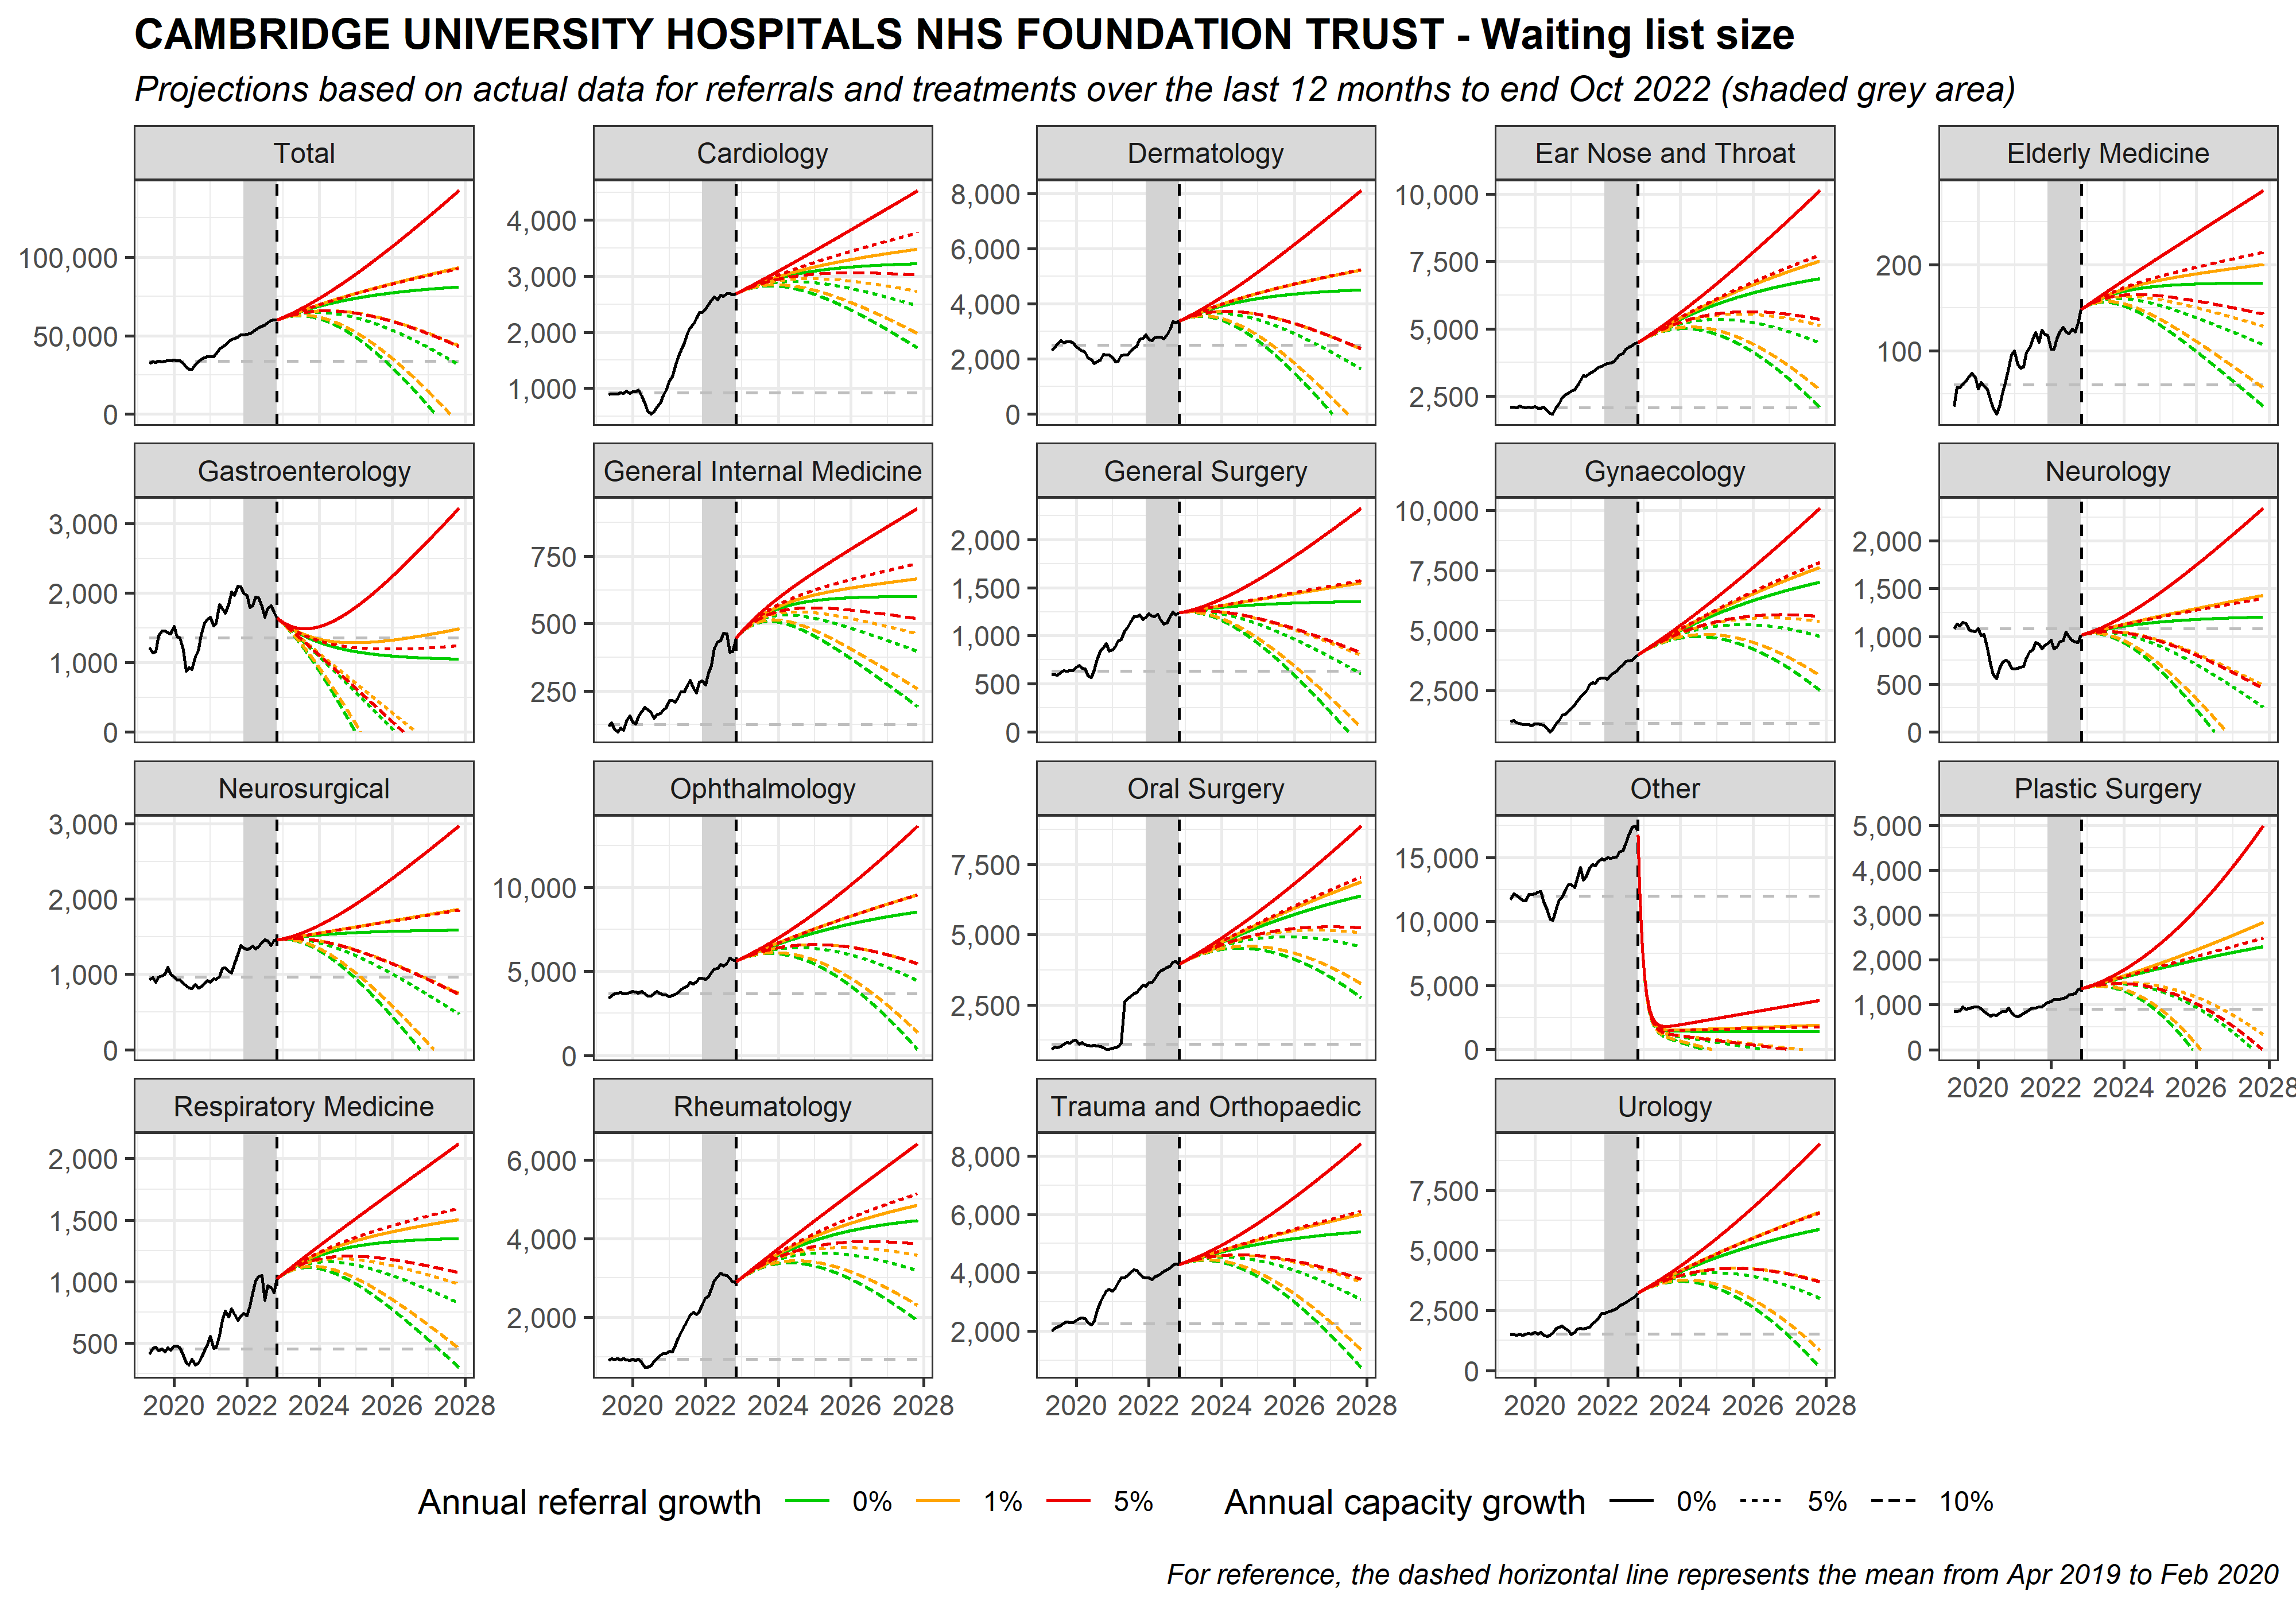 CAMBRIDGE UNIVERSITY HOSPITALS NHS FOUNDATION TRUST - Waiting list size
Projections based on actual data for referrals and treatments over the last 12 months to end Oct 2022 (shaded grey area)
Total
100,000
50,000
0
Cardiology
4,000
3,000
2,000
1,000
Dermatology
8,000
6,000
4,000
2,000
0
Ear Nose and Throat
10,000
7,500
5,000
2,500
Elderly Medicine
200
100
Gastroenterology
3,000
2,000
1,000
0
General Internal Medicine
750
500
250
General Surgery
2,000
1,500
1,000
500
0
Gynaecology
10,000
7,500
5,000
2,500
Neurology
2,000
1,500
1,000
500
0
Neurosurgical
3,000
2,000
1,000
0
Ophthalmology
10,000
5,000
0
Oral Surgery
7,500
5,000
2,500
Other
15,000
10,000
5,000
0
Plastic Surgery
5,000
4,000
3,000
2,000
1,000
0
2020 2022 2024 2026 2028
Respiratory Medicine
2,000
1,500
1,000
500
2020 2022 2024 2026 2028
Rheumatology
6,000
4,000
2,000
2020 2022 2024 2026 2028
Trauma and Orthopaedic
8,000
6,000
4,000
2,000
2020 2022 2024 2026 2028
Urology
7,500
5,000
2,500
0
2020 2022 2024 2026 2028
Annual referral growth 0% 1% 5% Annual capacity growth 0% 5% 10%
For reference, the dashed horizontal line represents the mean from Apr 2019 to Feb 2020